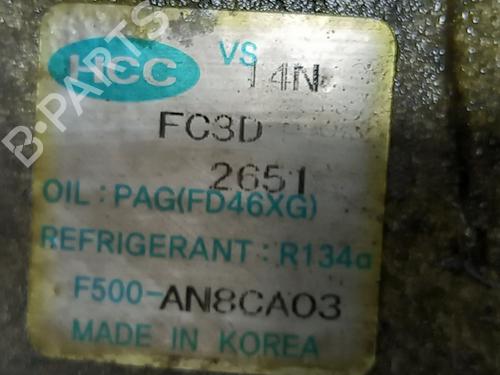 HCC VS 14N
FC3D
2651
OIL : PAG(FD46XG)
REFRIGERANT : R134a
F500-AN8CA03
MADE IN KOREA
B-PARTS